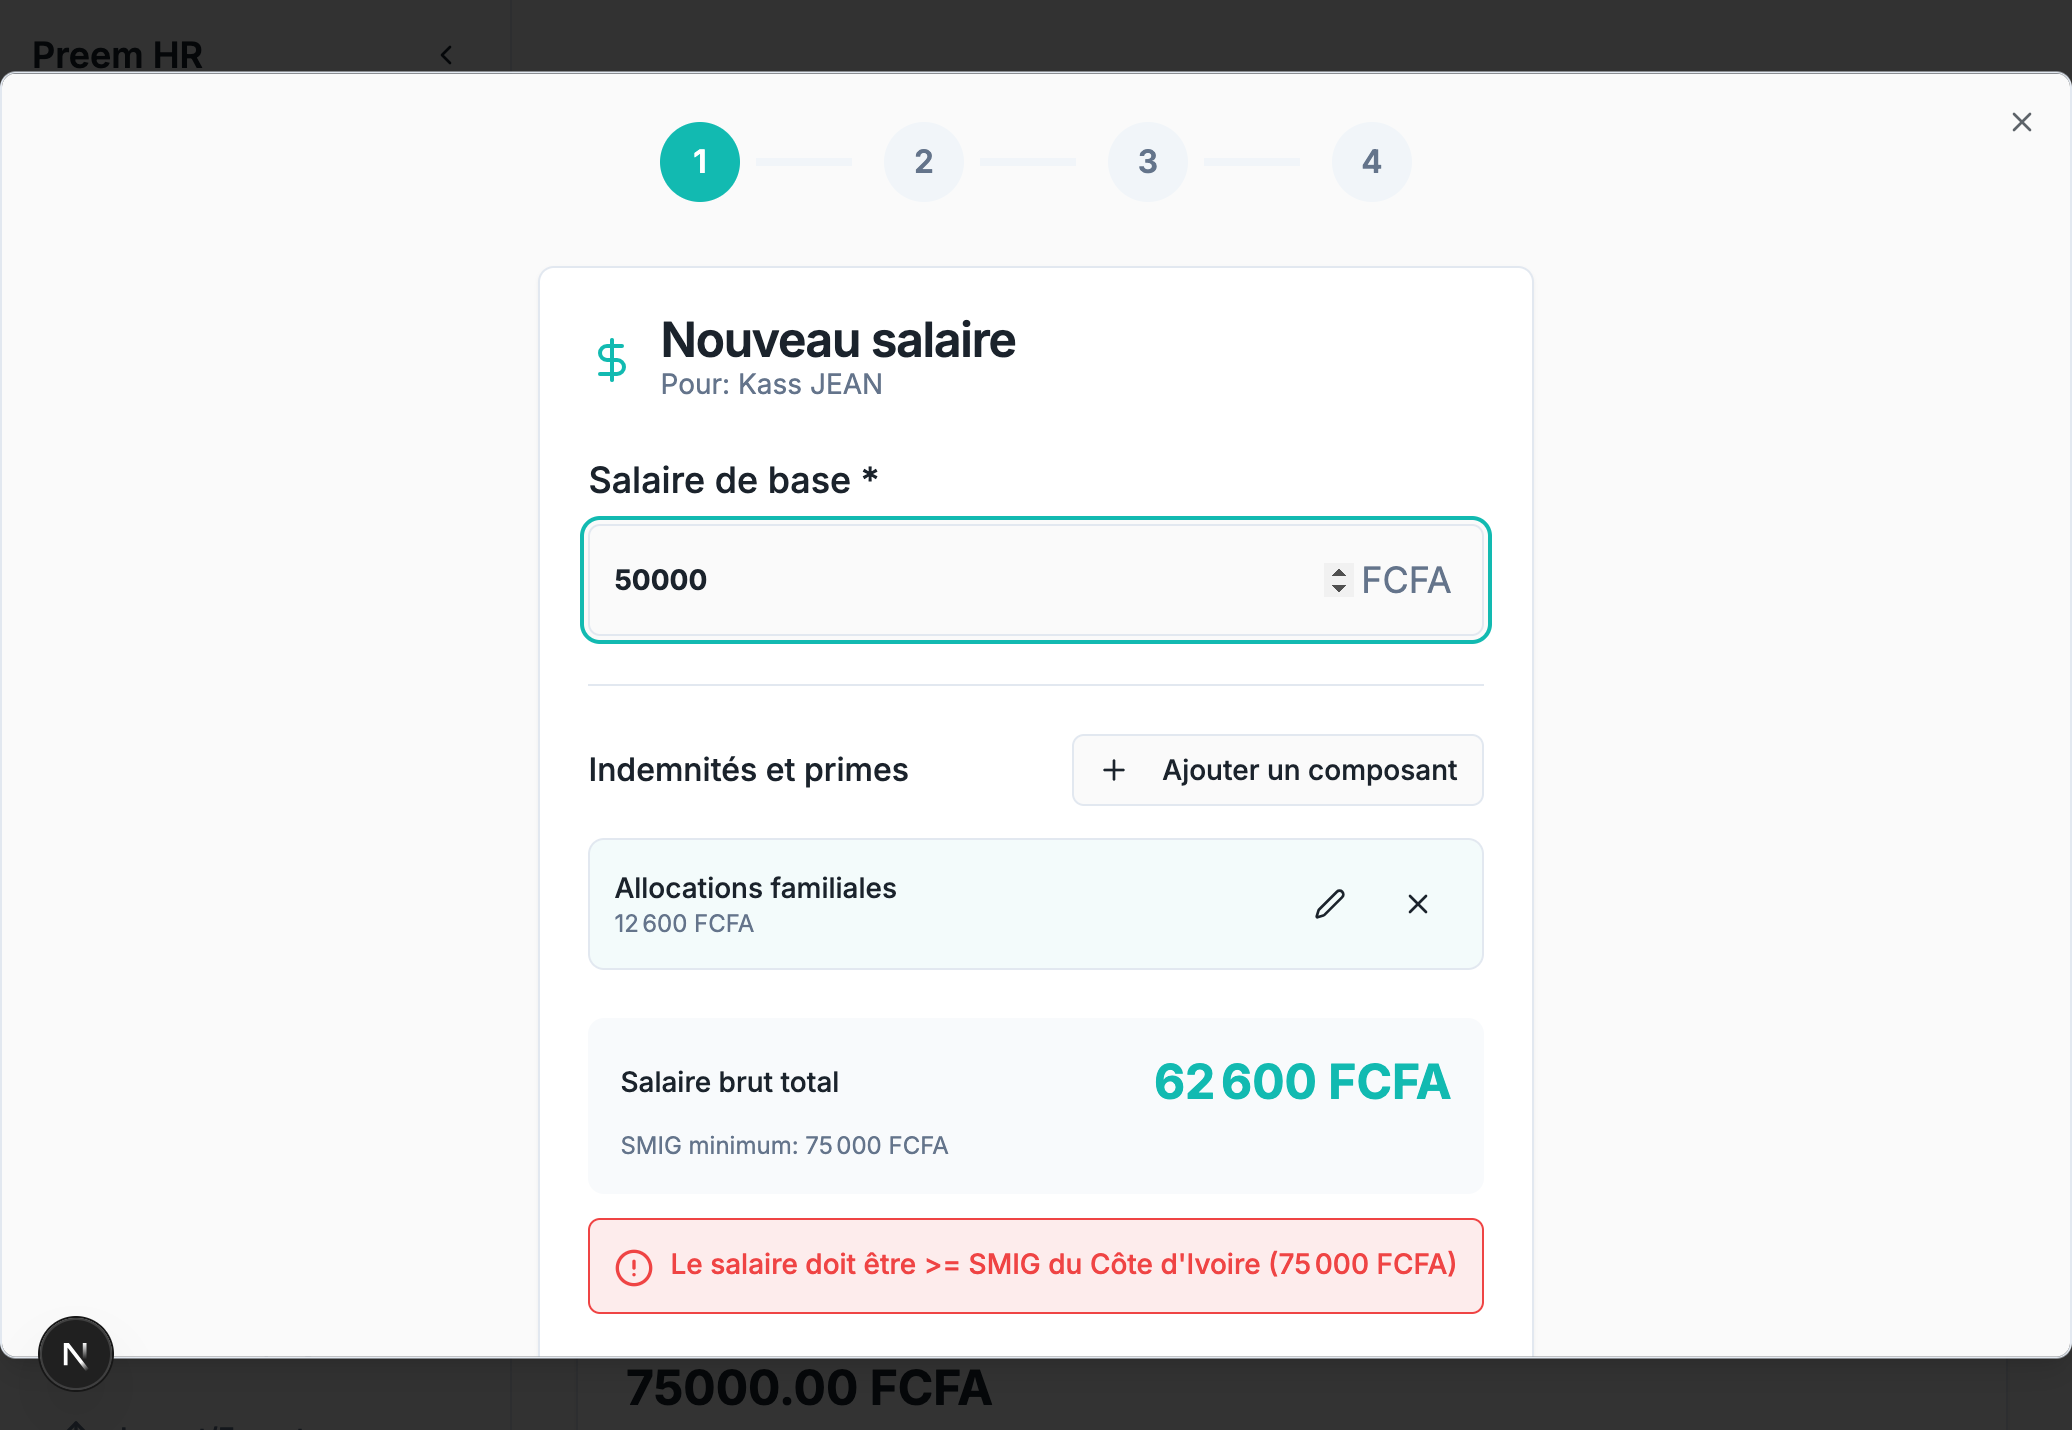 Preem HR
1
2
3
4
Nouveau salaire
Pour: Kass JEAN
Salaire de base *
50000
FCFA
Indemnités et primes
Ajouter un composant
Allocations familiales
12 600 FCFA
Salaire brut total
62 600 FCFA
SMIG minimum: 75 000 FCFA
Le salaire doit être >= SMIG du Côte d'Ivoire (75 000 FCFA)
N
75000.00 FCFA